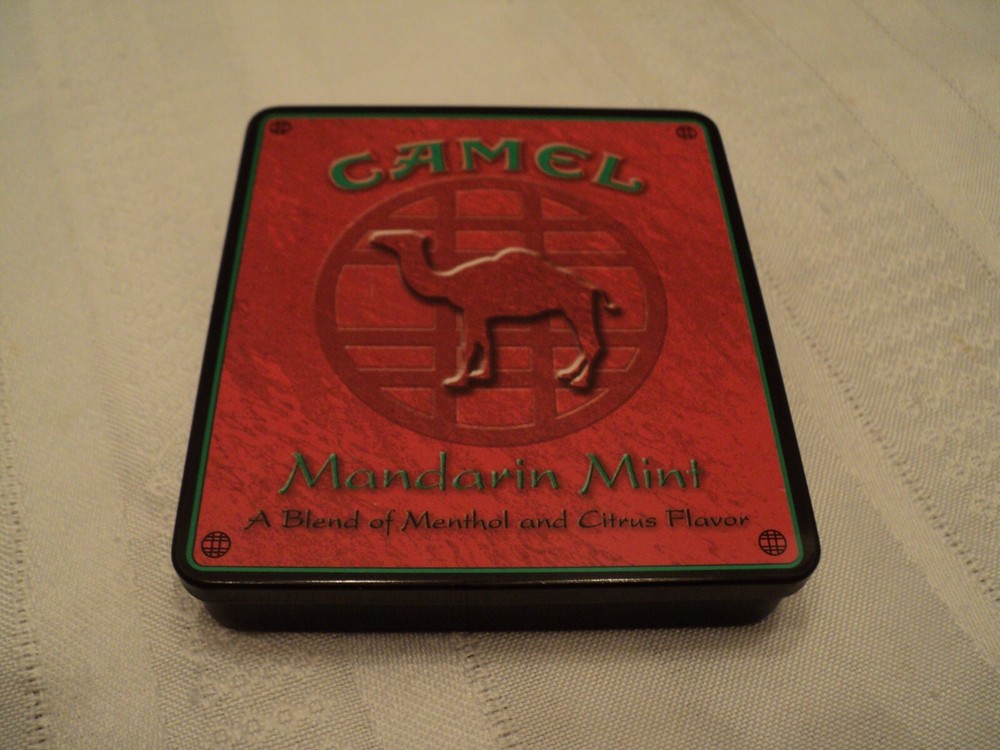 CAMEL
Mandarin Mint
A Blend of Menthol and Citrus Flavor